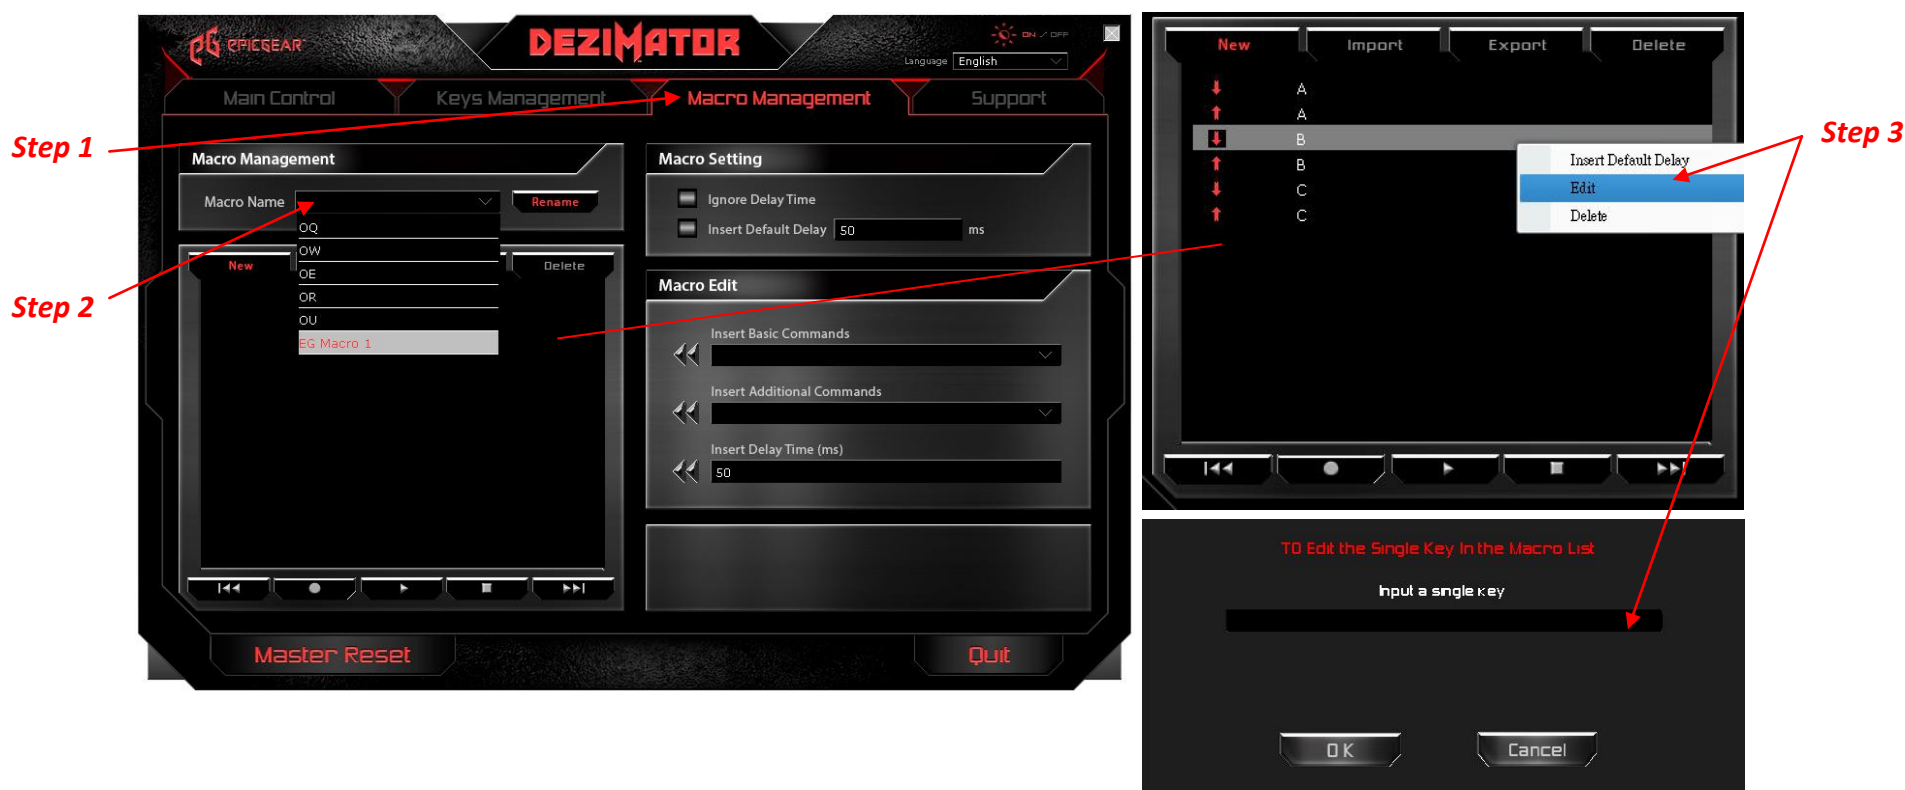 EPICGEAR
DEZIMATOR
ON / OFF
Language English
Main Control Keys Management Macro Management Support
Step 1
Macro Management
Macro Name Rename
OQ
OW
OE
OR
OU
EG Macro 1
New Delete
Step 2
Macro Setting
Ignore Delay Time
Insert Default Delay 50 ms
Macro Edit
Insert Basic Commands
Insert Additional Commands
Insert Delay Time (ms)
50
Master Reset Quit
New Import Export Delete
A
A
B
B
C
C
Insert Default Delay
Edit
Delete
Step 3
TO Edit the Single Key In the Macro List
Input a single key
OK Cancel